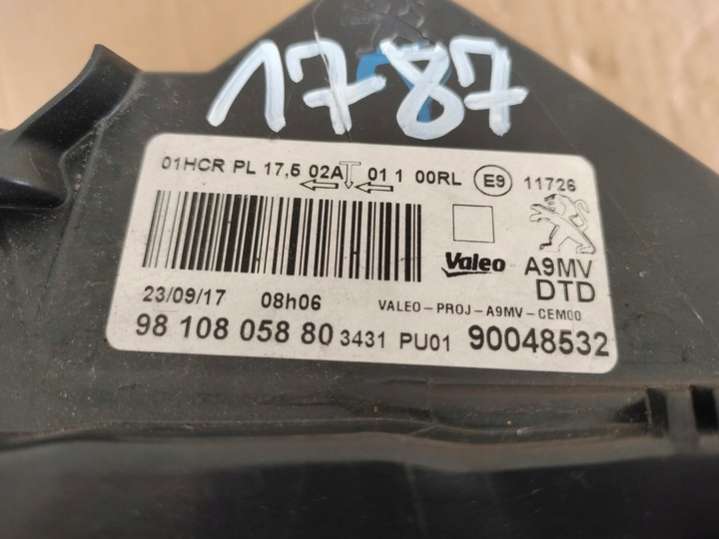 1787
01HCR PL 17,5 02A 01 1 00RL E9 11726
Valeo A9MV
DTD
23/09/17 08h06 VALEO-PROJ-A9MV-CEM00
98 108 058 80 3431 PU01 90048532